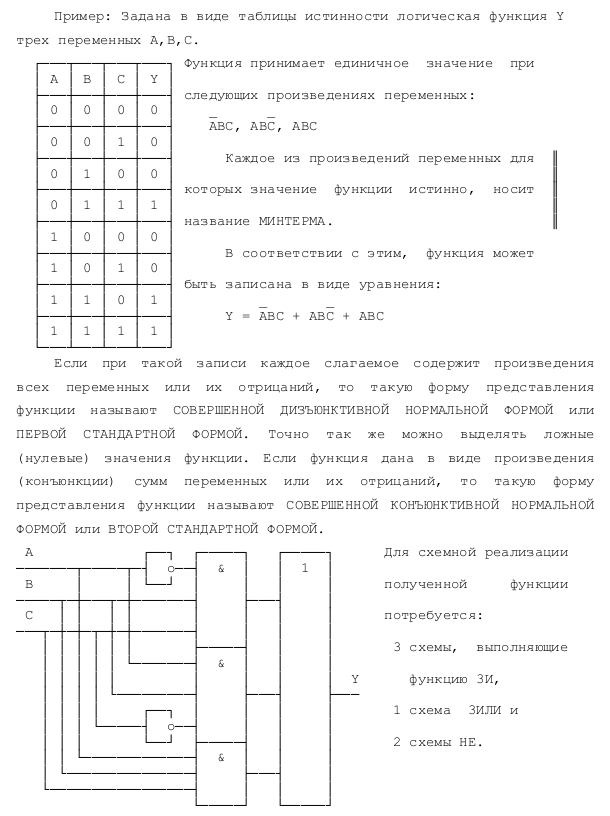 Пример: Задана в виде таблицы истинности логическая функция Y
трех переменных A,B,C.
A B C Y
0 0 0 0
0 0 1 0
0 1 0 0
0 1 1 1
1 0 0 0
1 0 1 0
1 1 0 1
1 1 1 1
Функция принимает единичное значение при
следующих произведениях переменных:
A̅BC, ABC̅, ABC
Каждое из произведений переменных для
которых значение функции истинно, носит
название МИНТЕРМА.
В соответствии с этим, функция может
быть записана в виде уравнения:
Y = A̅BC + ABC̅ + ABC
Если при такой записи каждое слагаемое содержит произведения
всех переменных или их отрицаний, то такую форму представления
функции называют СОВЕРШЕННОЙ ДИЗЪЮНКТИВНОЙ НОРМАЛЬНОЙ ФОРМОЙ или
ПЕРВОЙ СТАНДАРТНОЙ ФОРМОЙ. Точно так же можно выделять ложные
(нулевые) значения функции. Если функция дана в виде произведения
(конъюнкции) сумм переменных или их отрицаний, то такую форму
представления функции называют СОВЕРШЕННОЙ КОНЪЮНКТИВНОЙ НОРМАЛЬНОЙ
ФОРМОЙ или ВТОРОЙ СТАНДАРТНОЙ ФОРМОЙ.
A
B
C
&
1
&
Y
&
Для схемной реализации
полученной функции
потребуется:
3 схемы, выполняющие
функцию 3И,
1 схема 3ИЛИ и
2 схемы НЕ.